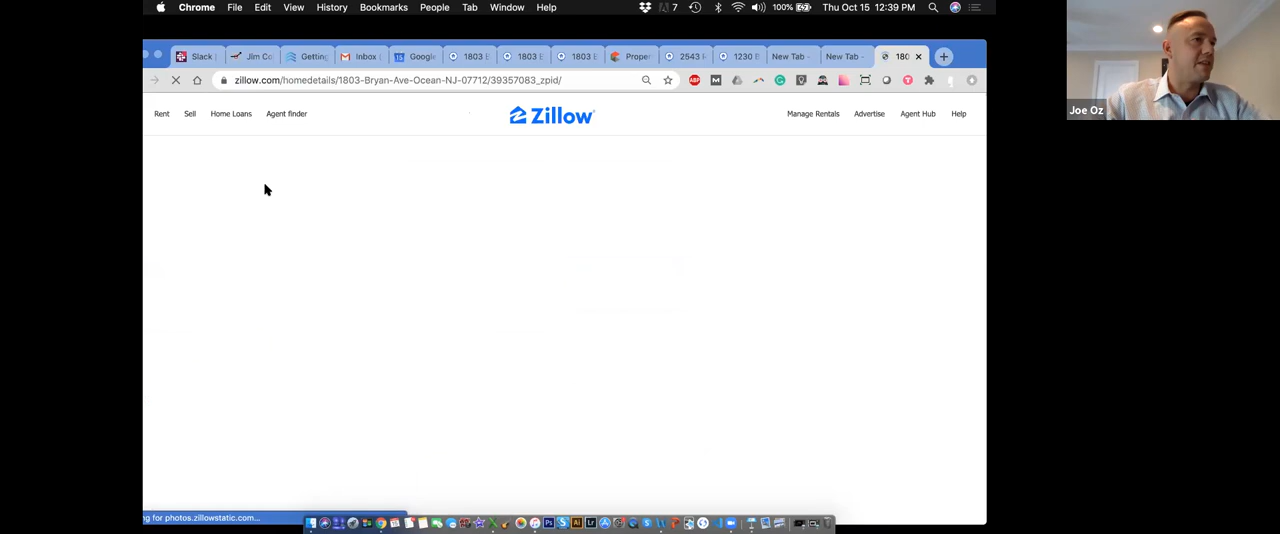 Chrome File Edit View History Bookmarks People Tab Window Help 7 100% Thu Oct 15 12:39 PM
Slack Jim Co Getting Inbox ( Google 1803 E 1803 E 1803 E Proper 2543 1230 E New Tab - New Tab - 180
zillow.com/homedetails/1803-Bryan-Ave-Ocean-NJ-07712/39357083_zpid/
Rent Sell Home Loans Agent finder Zillow Manage Rentals Advertise Agent Hub Help
Joe Oz
ng for photos.zillowstatic.com...